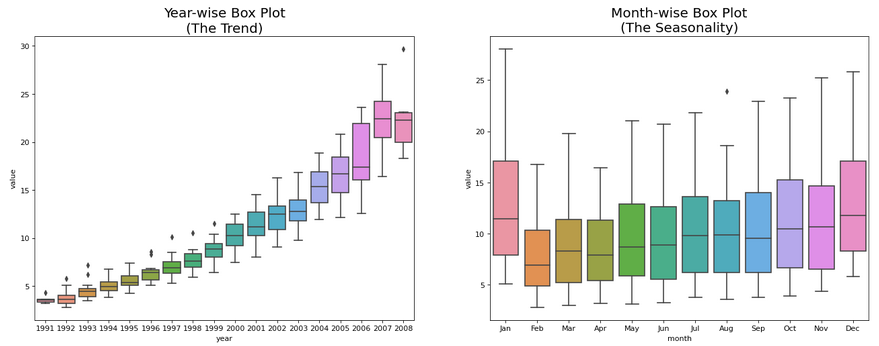 Year-wise Box Plot
(The Trend)
30
25
20
15
10
5
value
1991 1992 1993 1994 1995 1996 1997 1998 1999 2000 2001 2002 2003 2004 2005 2006 2007 2008
year
Month-wise Box Plot
(The Seasonality)
25
20
15
10
5
value
Jan Feb Mar Apr May Jun Jul Aug Sep Oct Nov Dec
month